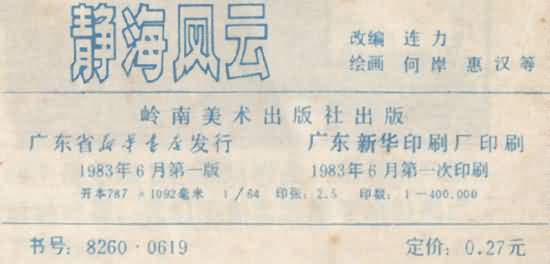 静海风云
改编 连力
绘画 何岸 惠汉等
岭南美术出版社出版
广东省新华书店发行 广东新华印刷厂印刷
1983年6月第一版 1983年6月第一次印刷
开本787×1092毫米 1/64 印张:2.5 印数:1—400,000
书号:8260·0619 定价:0.27元